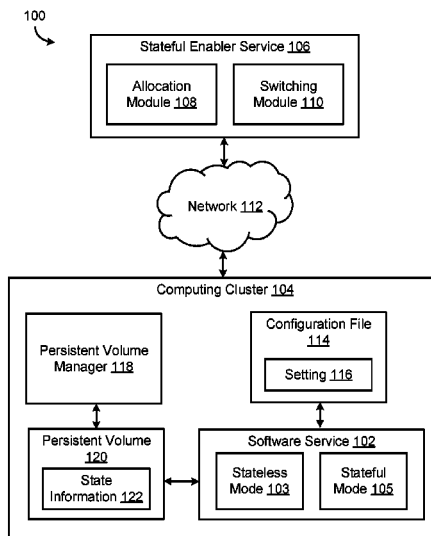 100
Stateful Enabler Service 106
Allocation
Module 108
Switching
Module 110
Network 112
Computing Cluster 104
Persistent Volume
Manager 118
Configuration File
114
Setting 116
Persistent Volume
120
State
Information 122
Software Service 102
Stateless
Mode 103
Stateful
Mode 105